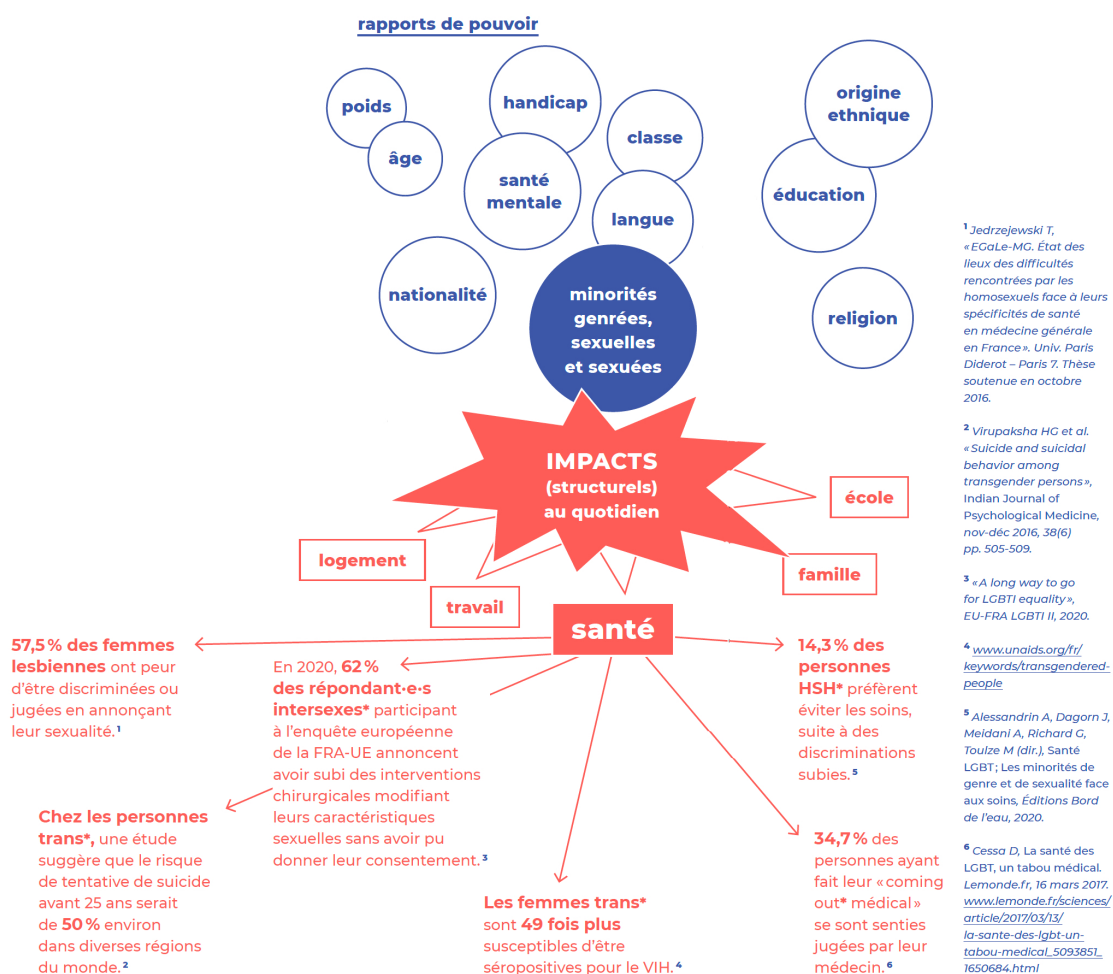 rapports de pouvoir
poids
âge
handicap
santé
mentale
classe
langue
origine
ethnique
éducation
nationalité
religion
minorités
genrées,
sexuelles
et sexuées
IMPACTS
(structurels)
au quotidien
école
logement
famille
travail
santé
57,5 % des femmes
lesbiennes ont peur
d'être discriminées ou
jugées en annonçant
leur sexualité. 1
En 2020, 62 %
des répondant·e·s
intersexes* participant
à l'enquête européenne
de la FRA-UE annoncent
avoir subi des interventions
chirurgicales modifiant
leurs caractéristiques
sexuelles sans avoir pu
donner leur consentement. 3
14,3 % des
personnes
HSH* préfèrent
éviter les soins,
suite à des
discriminations
subies. 5
Chez les personnes
trans*, une étude
suggère que le risque
de tentative de suicide
avant 25 ans serait
de 50 % environ
dans diverses régions
du monde. 2
Les femmes trans*
sont 49 fois plus
susceptibles d'être
séropositives pour le VIH. 4
34,7 % des
personnes ayant
fait leur « coming
out* médical »
se sont senties
jugées par leur
médecin. 6
1 Jedrzejewski T,
« EGaLe-MG. État des
lieux des difficultés
rencontrées par les
homosexuels face à leurs
spécificités de santé
en médecine générale
en France ». Univ. Paris
Diderot – Paris 7. Thèse
soutenue en octobre
2016.
2 Virupaksha HG et al.
« Suicide and suicidal
behavior among
transgender persons »,
Indian Journal of
Psychological Medicine,
nov-déc 2016, 38(6)
pp. 505-509.
3 « A long way to go
for LGBTI equality »,
EU-FRA LGBTI II, 2020.
4 www.unaids.org/fr/
keywords/transgendered-
people
5 Alessandrin A, Dagorn J,
Meidani A, Richard G,
Toulze M (dir.), Santé
LGBT ; Les minorités de
genre et de sexualité face
aux soins, Éditions Bord
de l'eau, 2020.
6 Cessa D, La santé des
LGBT, un tabou médical.
Lemonde.fr, 16 mars 2017.
www.lemonde.fr/sciences/
article/2017/03/13/
la-sante-des-lgbt-un-
tabou-medical_5093851_
1650684.html